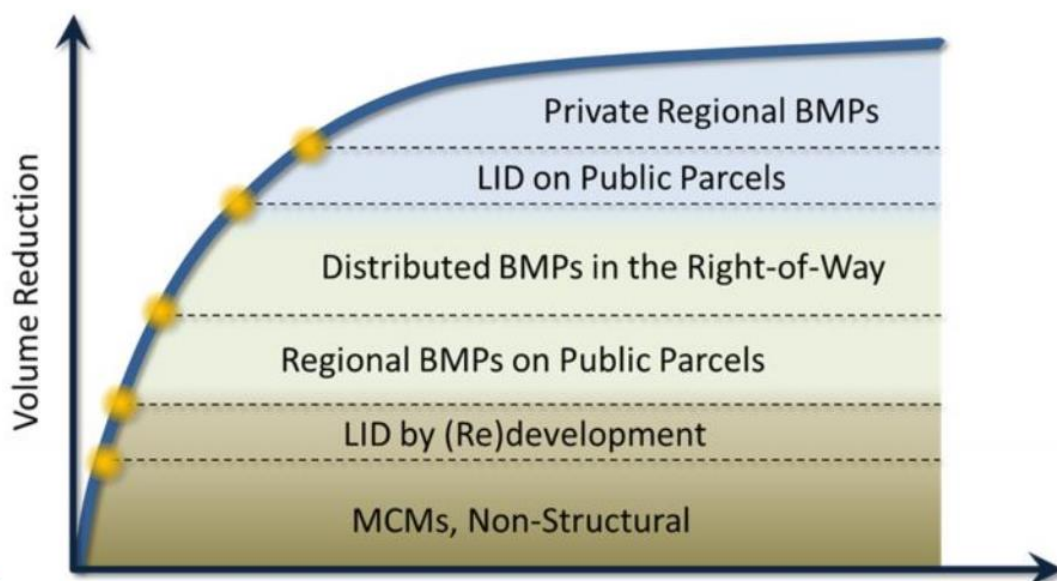 Volume Reduction
Private Regional BMPs
LID on Public Parcels
Distributed BMPs in the Right-of-Way
Regional BMPs on Public Parcels
LID by (Re)development
MCMs, Non-Structural